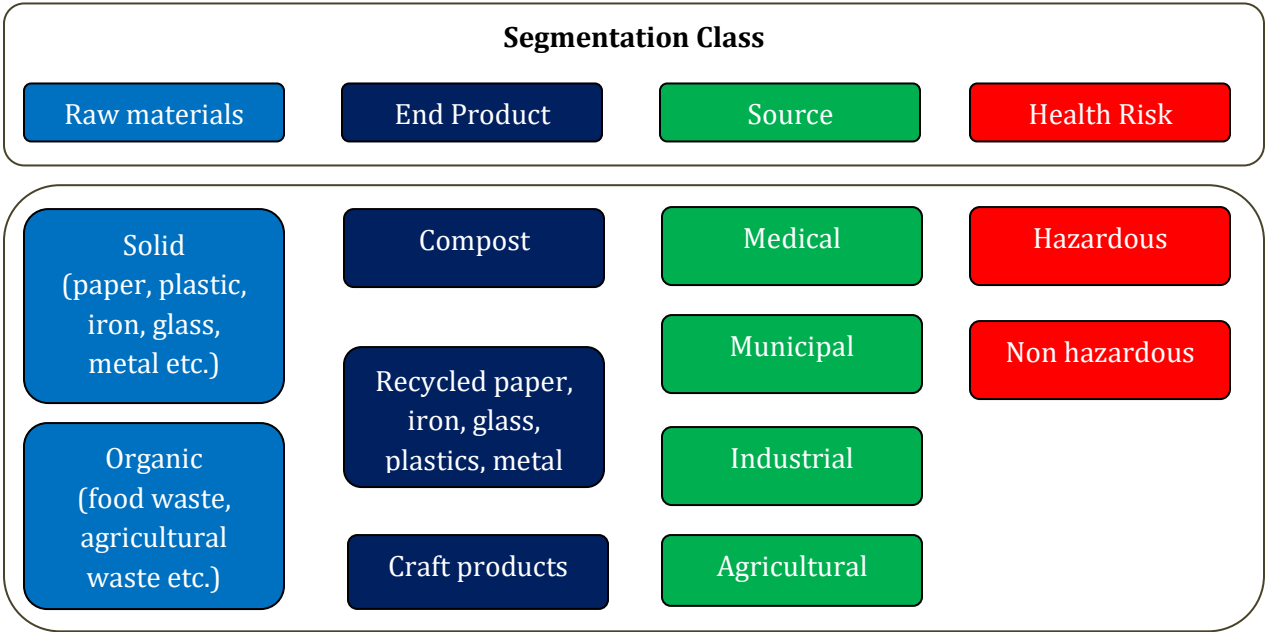 Segmentation Class
Raw materials
End Product
Source
Health Risk
Solid
(paper, plastic,
iron, glass,
metal etc.)
Organic
(food waste,
agricultural
waste etc.)
Compost
Recycled paper,
iron, glass,
plastics, metal
Craft products
Medical
Municipal
Industrial
Agricultural
Hazardous
Non hazardous